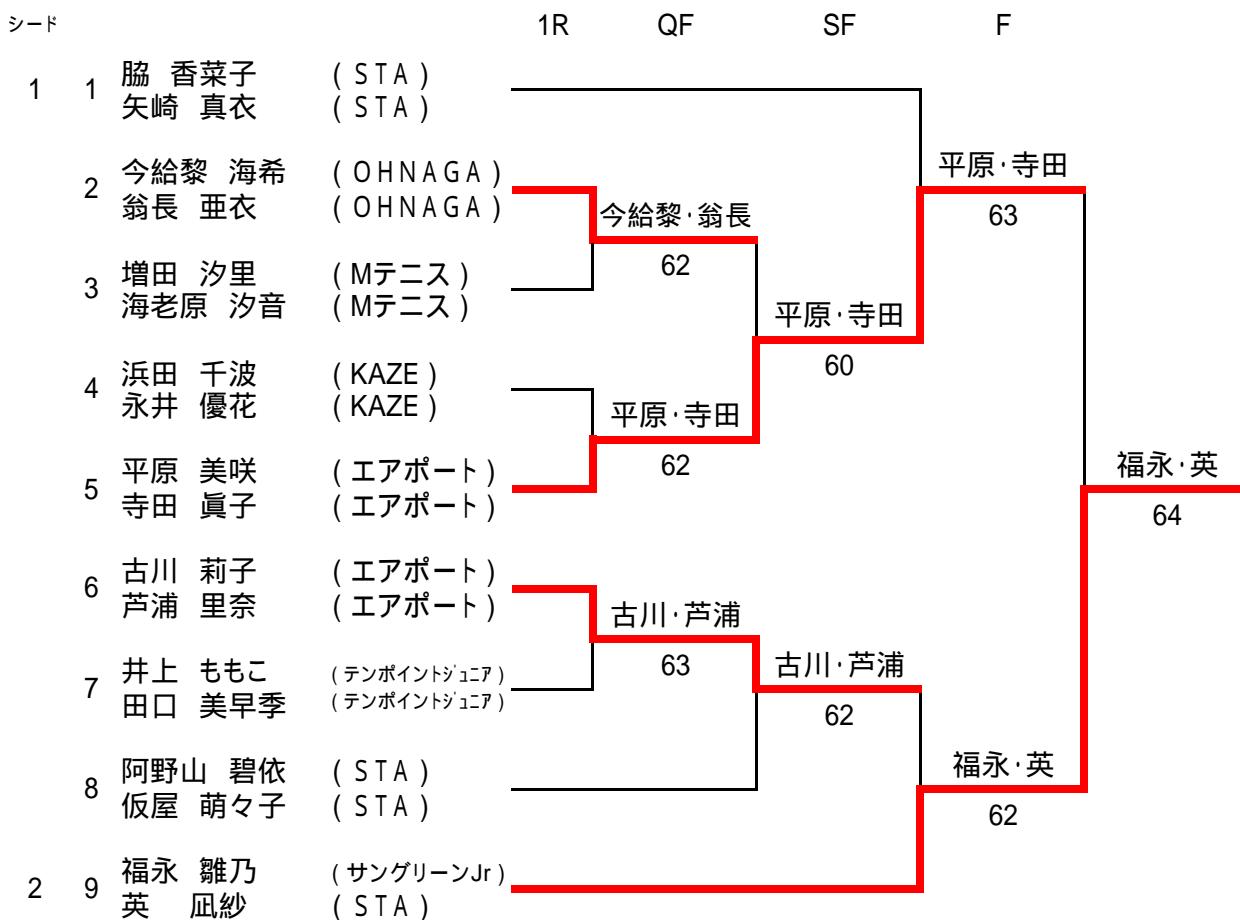 シード 1R QF SF F
1 1 脇 香菜子 (STA)
矢崎 真衣 (STA)
2 今給黎 海希 (OHNAGA)
翁長 亜衣 (OHNAGA)
3 増田 汐里 (Mテニス)
海老原 汐音 (Mテニス)
4 浜田 千波 (KAZE)
永井 優花 (KAZE)
5 平原 美咲 (エアポート)
寺田 眞子 (エアポート)
6 古川 莉子 (エアポート)
芦浦 里奈 (エアポート)
7 井上 ももこ (テンポイントジュニア)
田口 美早季 (テンポイントジュニア)
8 阿野山 碧依 (STA)
仮屋 萌々子 (STA)
2 9 福永 雛乃 (サングリーンJr)
英 凪紗 (STA)
今給黎・翁長
62
平原・寺田
62
古川・芦浦
63
平原・寺田
60
古川・芦浦
62
平原・寺田
63
福永・英
62
福永・英
64